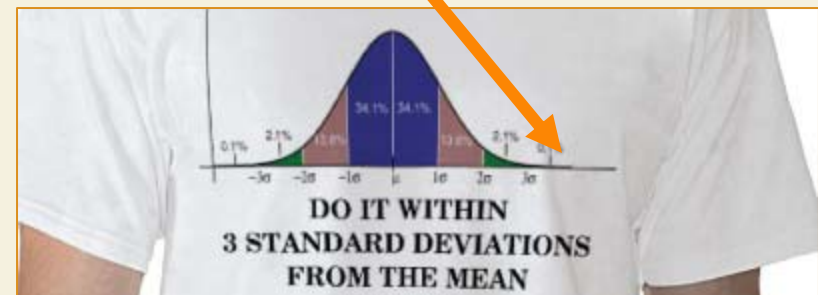 34.1% 34.1%
0.1% 2.1% 13.6% 13.6% 2.1%
-3σ -2σ -1σ μ 1σ 2σ 3σ
DO IT WITHIN
3 STANDARD DEVIATIONS
FROM THE MEAN